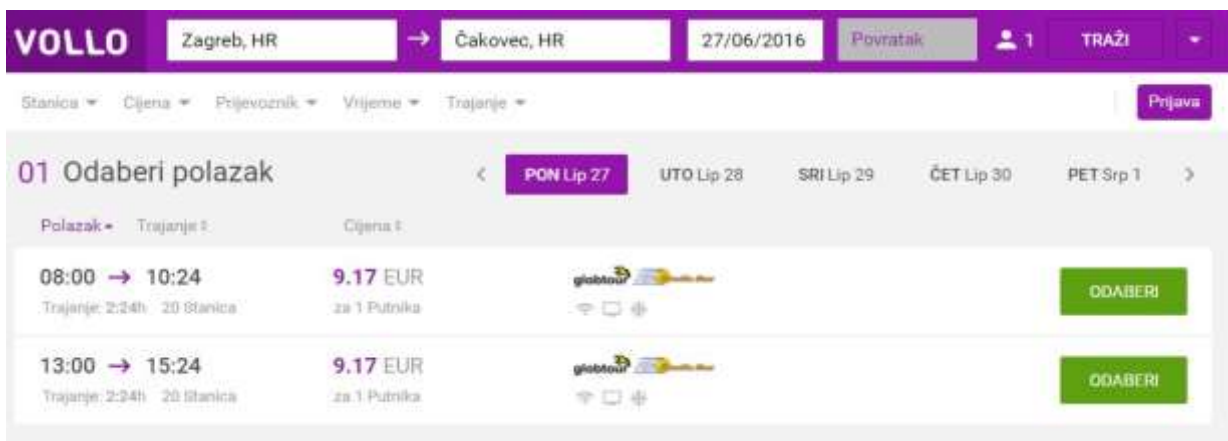 VOLLO Zagreb, HR → Čakovec, HR 27/06/2016 Povratak 1 TRAŽI
Stanica Cijena Prijevoznik Vrijeme Trajanje Prijava
01 Odaberi polazak < PON Lip 27 UTO Lip 28 SRI Lip 29 ČET Lip 30 PET Srp 1 >
Polazak Trajanje Cijena
08:00 → 10:24 9.17 EUR globtour ODABERI
Trajanje: 2:24h 20 Stanica za 1 Putnika
13:00 → 15:24 9.17 EUR globtour ODABERI
Trajanje: 2:24h 20 Stanica za 1 Putnika